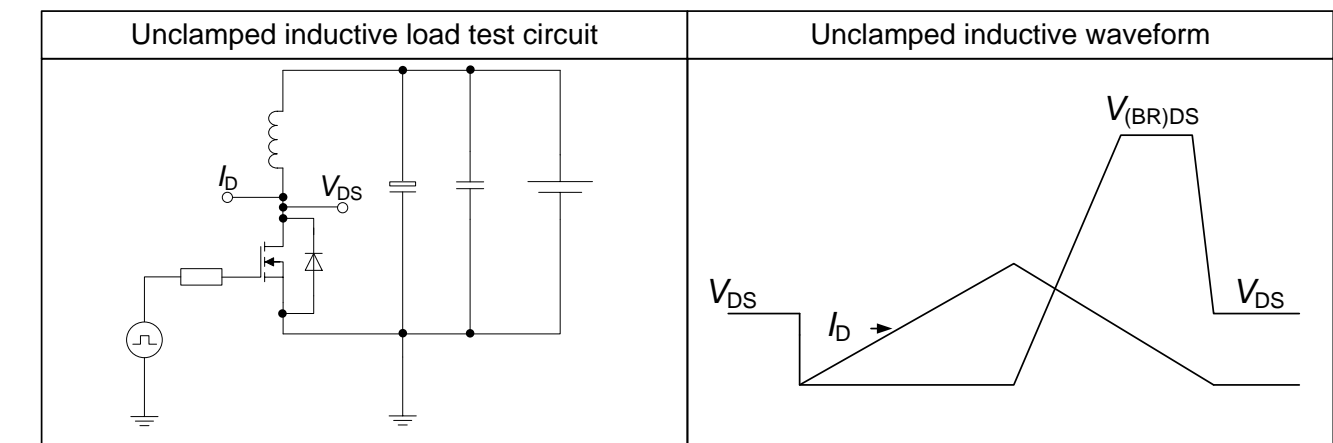 Unclamped inductive load test circuit
Unclamped inductive waveform
ID
VDS
V(BR)DS
VDS
ID
VDS